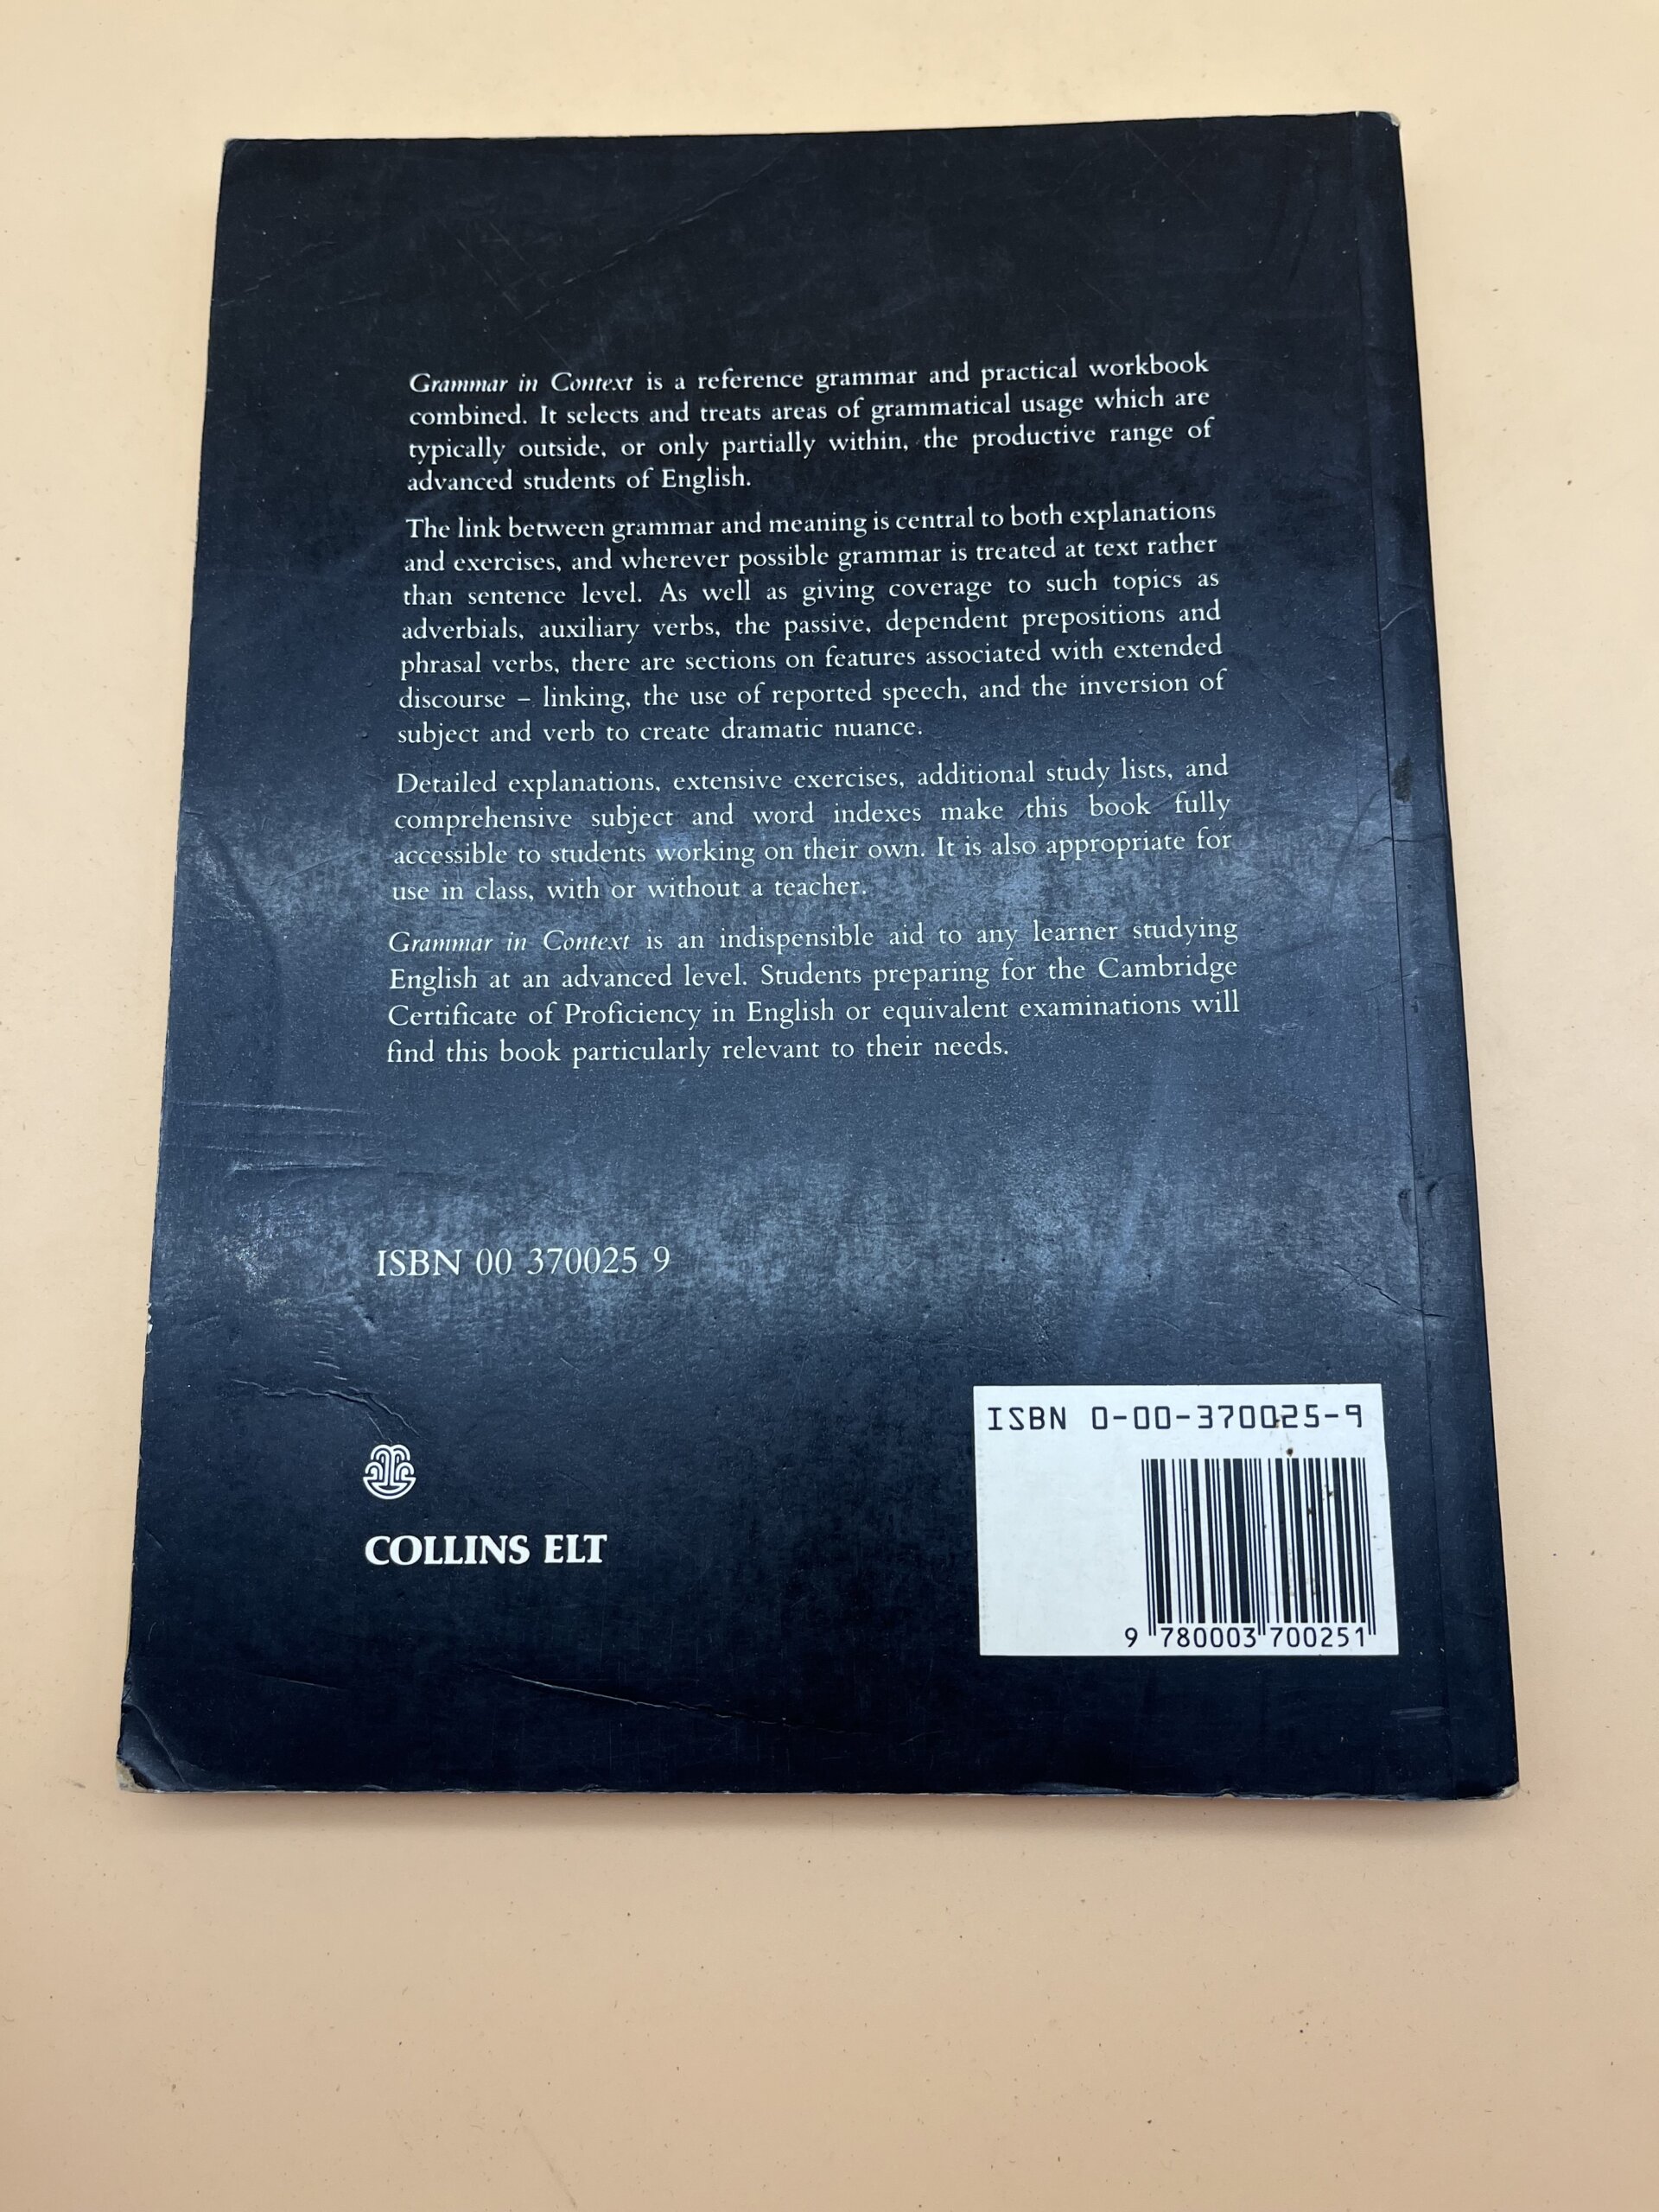 Grammar in Context is a reference grammar and practical workbook
combined. It selects and treats areas of grammatical usage which are
typically outside, or only partially within, the productive range of
advanced students of English.
The link between grammar and meaning is central to both explanations
and exercises, and wherever possible grammar is treated at text rather
than sentence level. As well as giving coverage to such topics as
adverbials, auxiliary verbs, the passive, dependent prepositions and
phrasal verbs, there are sections on features associated with extended
discourse – linking, the use of reported speech, and the inversion of
subject and verb to create dramatic nuance.
Detailed explanations, extensive exercises, additional study lists, and
comprehensive subject and word indexes make this book fully
accessible to students working on their own. It is also appropriate for
use in class, with or without a teacher.
Grammar in Context is an indispensible aid to any learner studying
English at an advanced level. Students preparing for the Cambridge
Certificate of Proficiency in English or equivalent examinations will
find this book particularly relevant to their needs.
ISBN 00 370025 9
COLLINS ELT
ISBN 0-00-370025-9
9 780003 700251